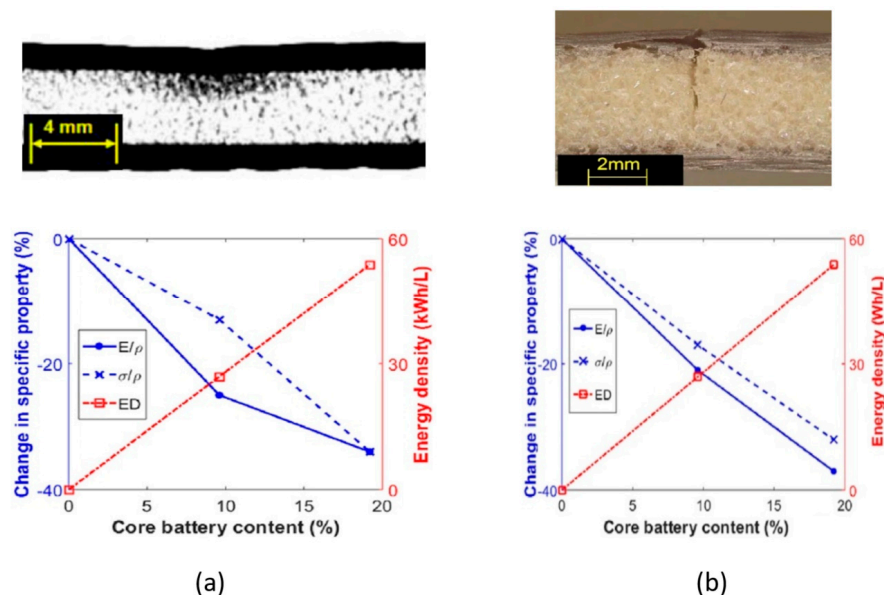 4 mm
2mm
Change in specific property (%)
0
-20
-40
E/ρ
σ/ρ
ED
60
30
0
Energy density (kWh/L)
0 5 10 15 20
Core battery content (%)
Change in specific property (%)
0
-20
-40
E/ρ
σ/ρ
ED
60
30
0
Energy density (Wh/L)
0 5 10 15 20
Core battery content (%)
(a)
(b)